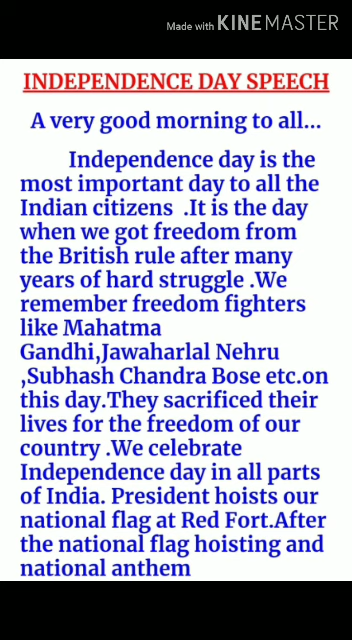 Made with KINEMASTER
INDEPENDENCE DAY SPEECH
A very good morning to all...
Independence day is the
most important day to all the
Indian citizens .It is the day
when we got freedom from
the British rule after many
years of hard struggle .We
remember freedom fighters
like Mahatma
Gandhi,Jawaharlal Nehru
,Subhash Chandra Bose etc.on
this day.They sacrificed their
lives for the freedom of our
country .We celebrate
Independence day in all parts
of India. President hoists our
national flag at Red Fort.After
the national flag hoisting and
national anthem